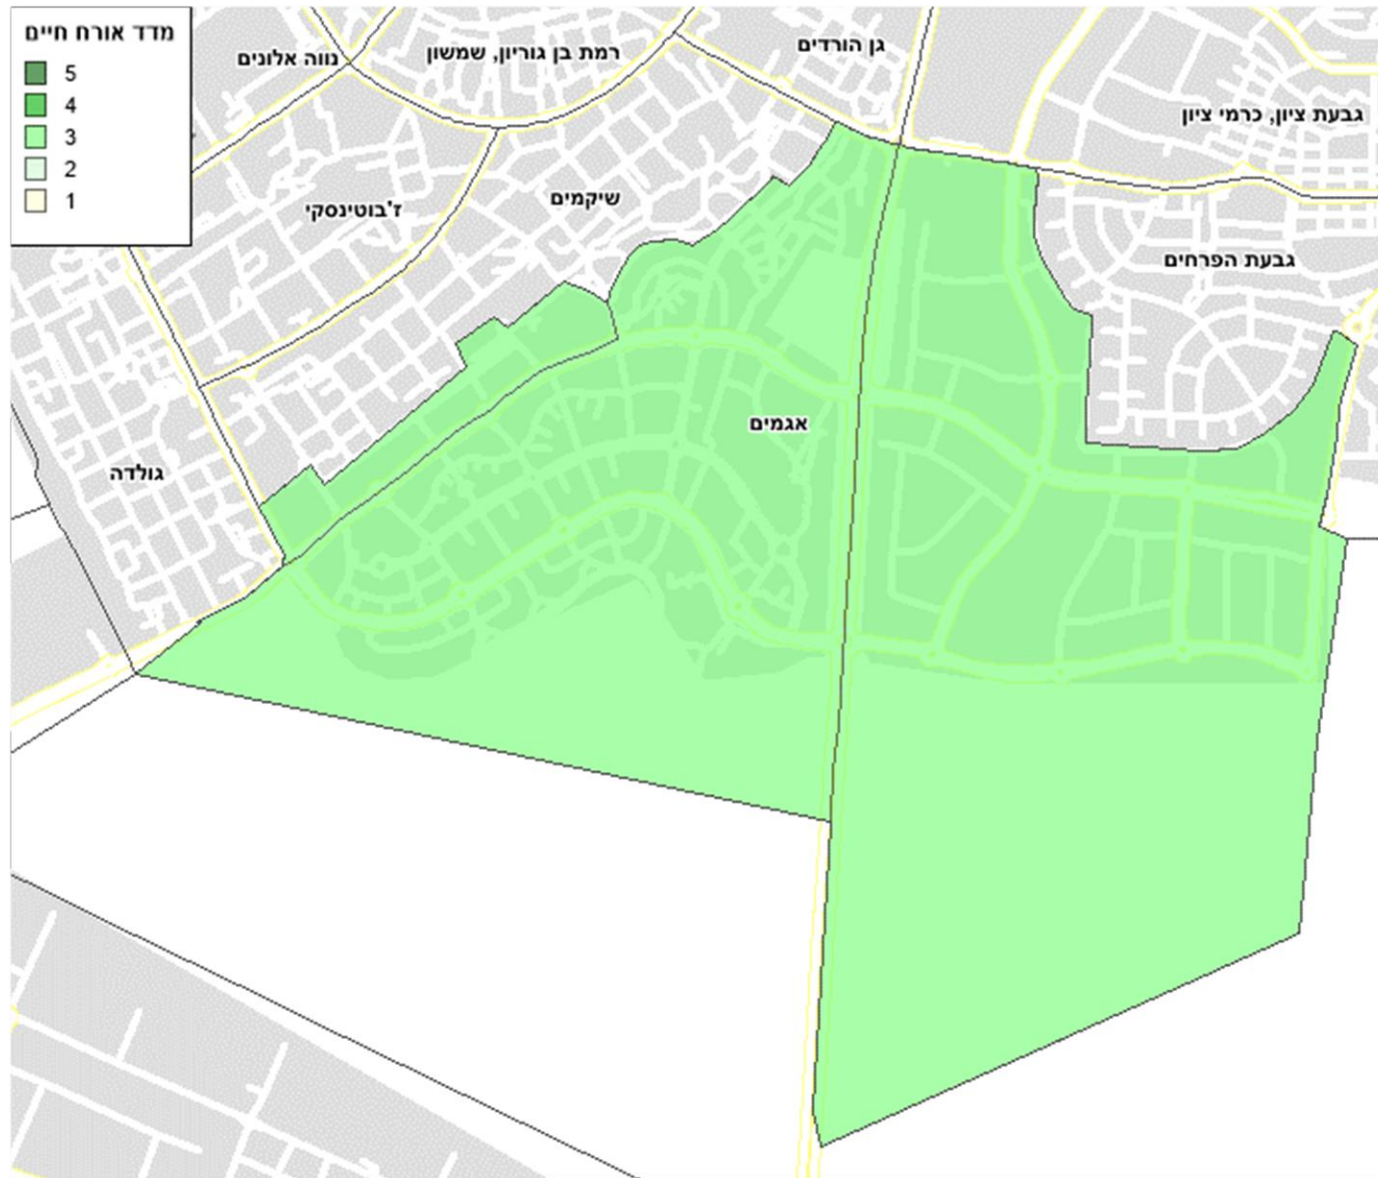 מדד אורח חיים
5
4
3
2
1
נווה אלונים
רמת בן גוריון, שמשון
גן הורדים
גבעת ציון, כרמי ציון
ז'בוטינסקי
שיקמים
גבעת הפרחים
אגמים
גולדה